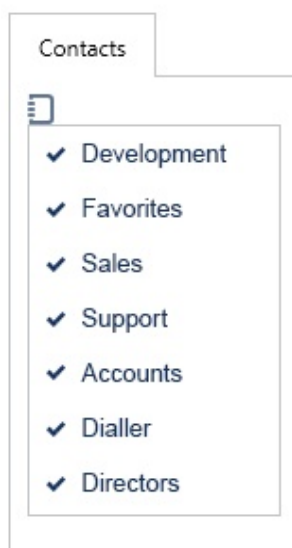 Contacts
Development
Favorites
Sales
Support
Accounts
Dialler
Directors